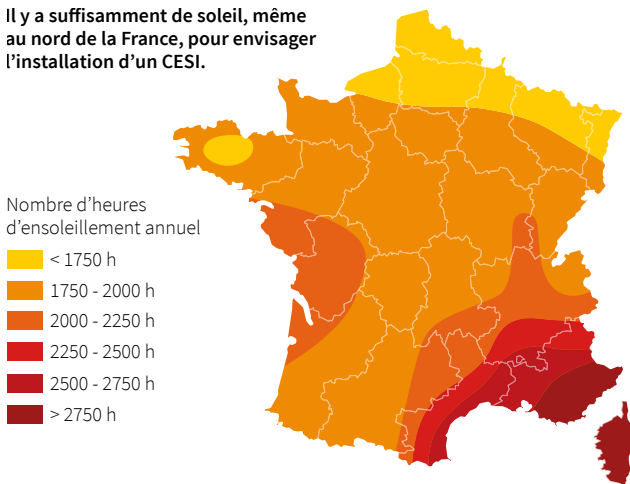 Il y a suffisamment de soleil, même
au nord de la France, pour envisager
l'installation d'un CESI.
Nombre d'heures
d'ensoleillement annuel
< 1750 h
1750 - 2000 h
2000 - 2250 h
2250 - 2500 h
2500 - 2750 h
> 2750 h